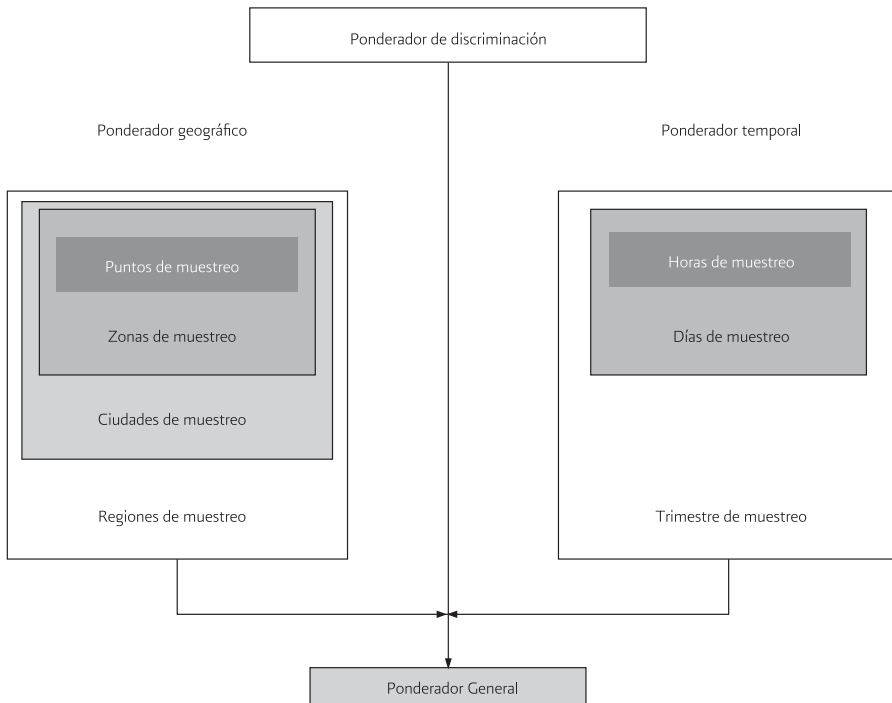 Ponderador de discriminación
Ponderador geográfico
Ponderador temporal
Puntos de muestreo
Zonas de muestreo
Ciudades de muestreo
Regiones de muestreo
Horas de muestreo
Días de muestreo
Trimestre de muestreo
Ponderador General